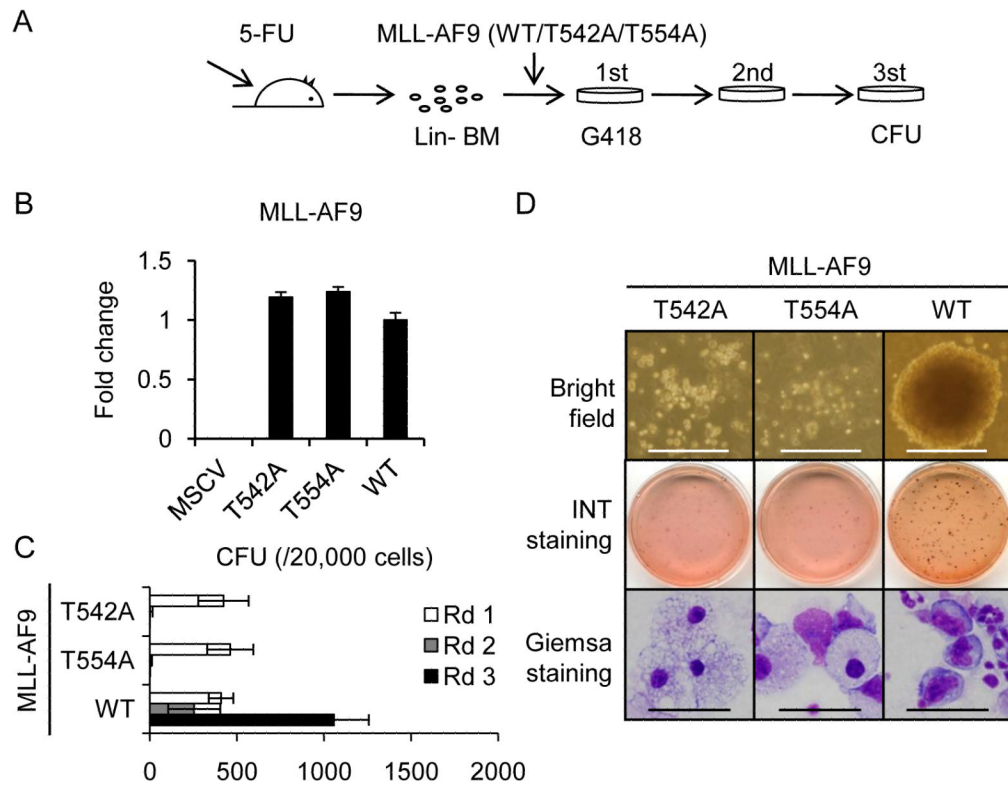 A
5-FU
MLL-AF9 (WT/T542A/T554A)
1st
2nd
3st
Lin- BM
G418
CFU
B
MLL-AF9
Fold change
1.5
1
0.5
0
MSCV
T542A
T554A
WT
C
CFU (/20,000 cells)
MLL-AF9
T542A
T554A
WT
Rd 1
Rd 2
Rd 3
0 500 1000 1500 2000
D
MLL-AF9
T542A T554A WT
Bright
field
INT
staining
Giemsa
staining